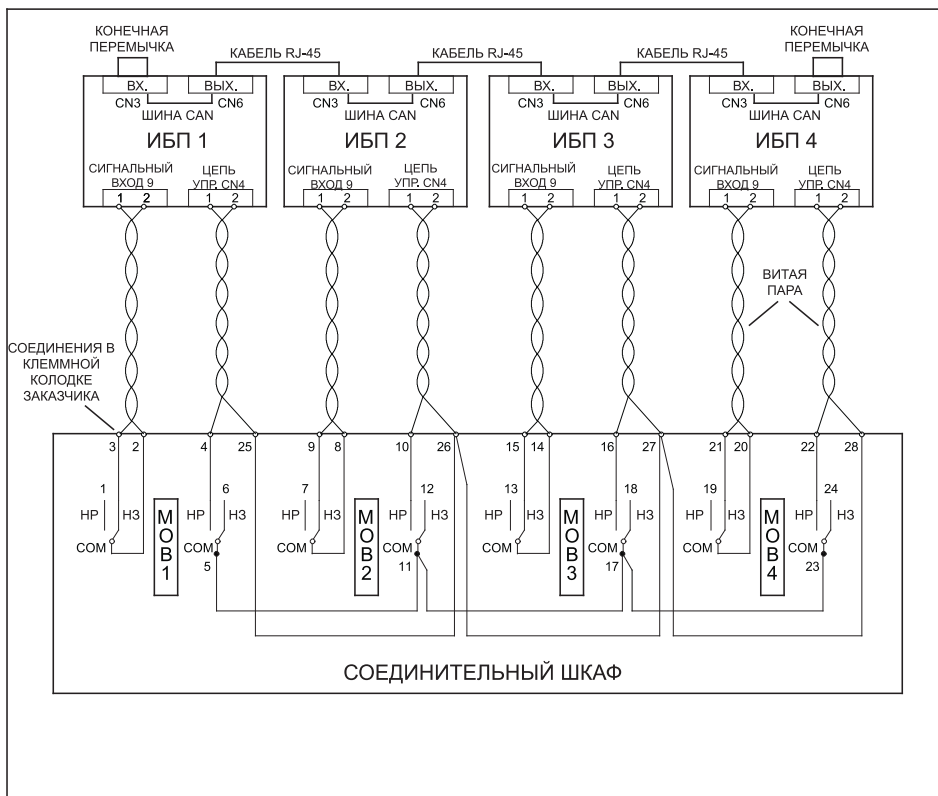 КОНЕЧНАЯ
ПЕРЕМЫЧКА
КАБЕЛЬ RJ-45
КАБЕЛЬ RJ-45
КАБЕЛЬ RJ-45
КОНЕЧНАЯ
ПЕРЕМЫЧКА
ВХ. ВЫХ. ВХ. ВЫХ. ВХ. ВЫХ. ВХ. ВЫХ.
CN3 CN6 CN3 CN6 CN3 CN6 CN3 CN6
ШИНА CAN ШИНА CAN ШИНА CAN ШИНА CAN
ИБП 1 ИБП 2 ИБП 3 ИБП 4
СИГНАЛЬНЫЙ
ВХОД 9
ЦЕПЬ
УПР. CN4
СИГНАЛЬНЫЙ
ВХОД 9
ЦЕПЬ
УПР. CN4
СИГНАЛЬНЫЙ
ВХОД 9
ЦЕПЬ
УПР. CN4
СИГНАЛЬНЫЙ
ВХОД 9
ЦЕПЬ
УПР. CN4
1 2 1 2 1 2 1 2 1 2 1 2 1 2 1 2
ВИТАЯ
ПАРА
СОЕДИНЕНИЯ В
КЛЕММНОЙ
КОЛОДКЕ
ЗАКАЗЧИКА
3 2 4 25 9 8 10 26 15 14 16 27 21 20 22 28
1 6 7 12 13 18 19 24
НР НЗ НР НЗ НР НЗ НР НЗ НР НЗ НР НЗ НР НЗ НР НЗ
COM COM COM COM COM COM COM COM
MOB1 MOB2 MOB3 MOB4
5 11 17 23
СОЕДИНИТЕЛЬНЫЙ ШКАФ